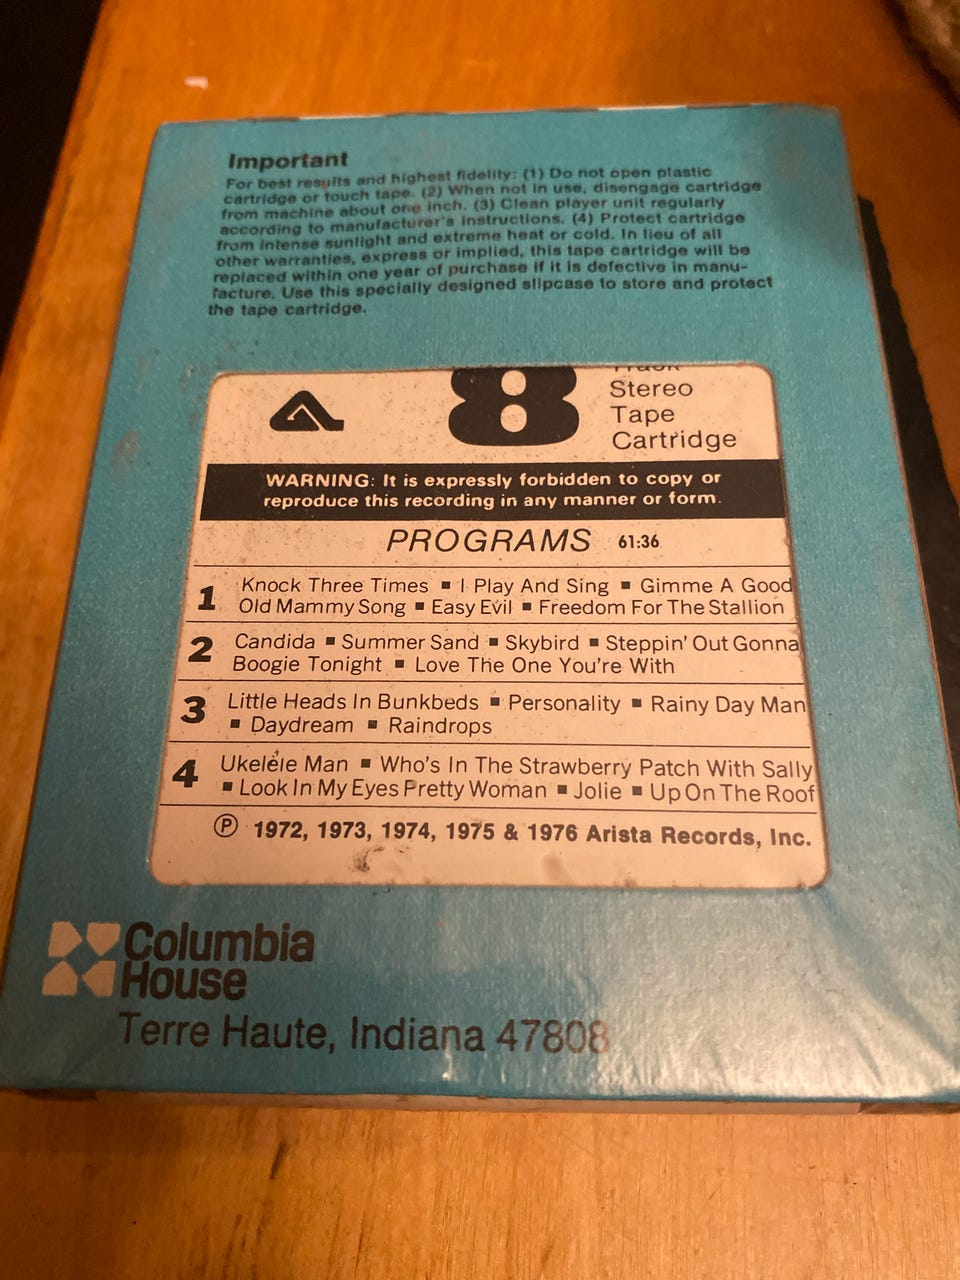 Important
For best results and highest fidelity: (1) Do not open plastic
cartridge or touch tape. (2) When not in use, disengage cartridge
from machine about one inch. (3) Clean player unit regularly
according to manufacturer's instructions. (4) Protect cartridge
from intense sunlight and extreme heat or cold. In lieu of all
other warranties, express or implied, this tape cartridge will be
replaced within one year of purchase if it is defective in manu-
facture. Use this specially designed slipcase to store and protect
the tape cartridge.
8
Track
Stereo
Tape
Cartridge
WARNING: It is expressly forbidden to copy or
reproduce this recording in any manner or form.
PROGRAMS 61:36
1 Knock Three Times ▪ I Play And Sing ▪ Gimme A Good
Old Mammy Song ▪ Easy Evil ▪ Freedom For The Stallion
2 Candida ▪ Summer Sand ▪ Skybird ▪ Steppin' Out Gonna
Boogie Tonight ▪ Love The One You're With
3 Little Heads In Bunkbeds ▪ Personality ▪ Rainy Day Man
▪ Daydream ▪ Raindrops
4 Ukelele Man ▪ Who's In The Strawberry Patch With Sally
▪ Look In My Eyes Pretty Woman ▪ Jolie ▪ Up On The Roof
Ⓟ 1972, 1973, 1974, 1975 & 1976 Arista Records, Inc.
Columbia
House
Terre Haute, Indiana 47808